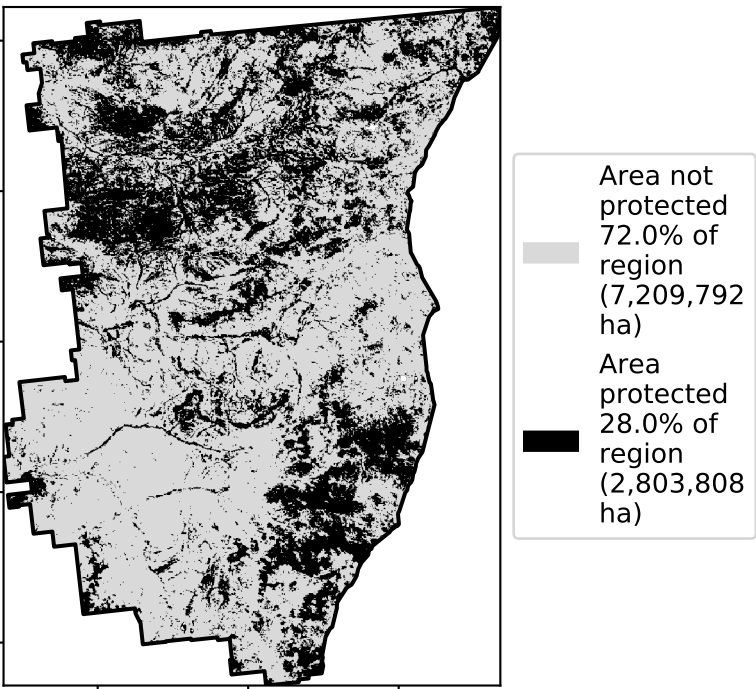 Area not
protected
72.0% of
region
(7,209,792
ha)
Area
protected
28.0% of
region
(2,803,808
ha)